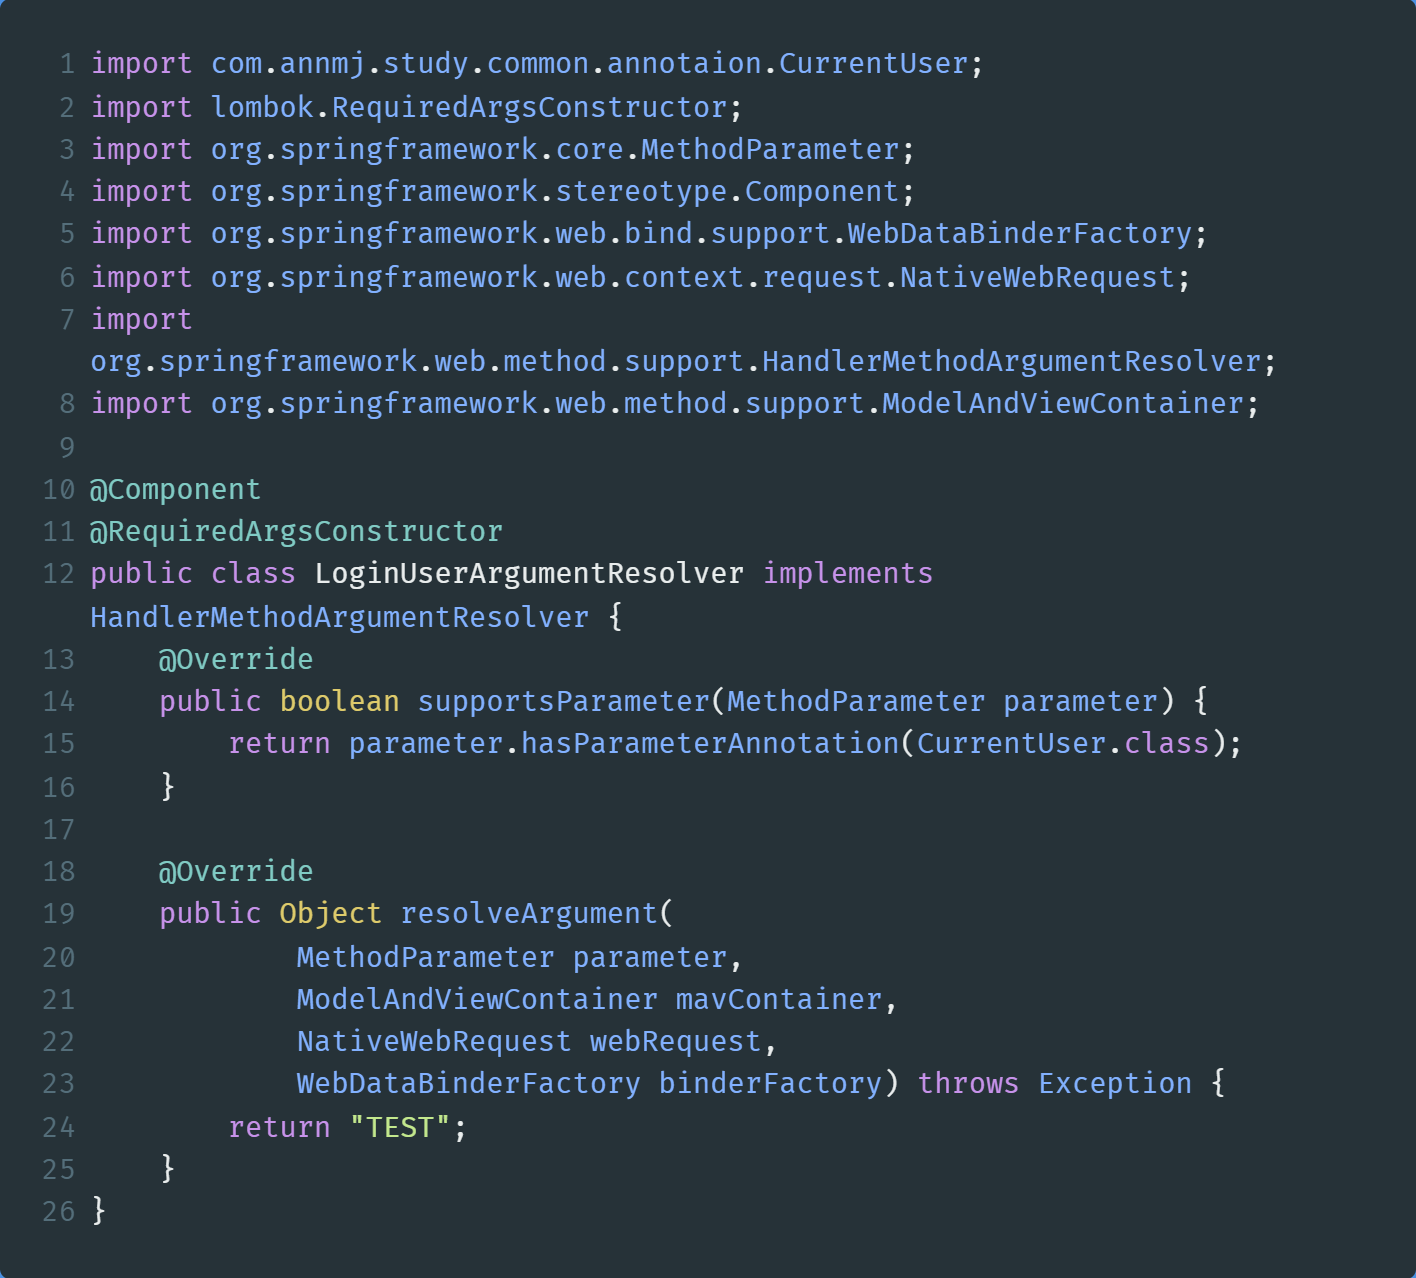 1 import com.annmj.study.common.annotaion.CurrentUser;
2 import lombok.RequiredArgsConstructor;
3 import org.springframework.core.MethodParameter;
4 import org.springframework.stereotype.Component;
5 import org.springframework.web.bind.support.WebDataBinderFactory;
6 import org.springframework.web.context.request.NativeWebRequest;
7 import
org.springframework.web.method.support.HandlerMethodArgumentResolver;
8 import org.springframework.web.method.support.ModelAndViewContainer;
9
10 @Component
11 @RequiredArgsConstructor
12 public class LoginUserArgumentResolver implements
HandlerMethodArgumentResolver {
13     @Override
14     public boolean supportsParameter(MethodParameter parameter) {
15         return parameter.hasParameterAnnotation(CurrentUser.class);
16     }
17
18     @Override
19     public Object resolveArgument(
20             MethodParameter parameter,
21             ModelAndViewContainer mavContainer,
22             NativeWebRequest webRequest,
23             WebDataBinderFactory binderFactory) throws Exception {
24         return "TEST";
25     }
26 }